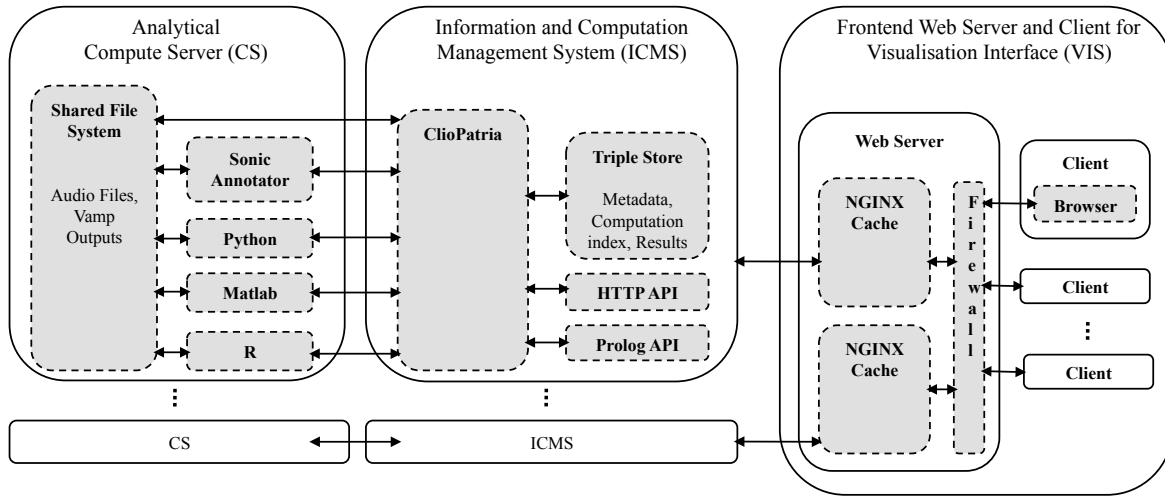 Analytical
Compute Server (CS)
Shared File
System
Audio Files,
Vamp
Outputs
Sonic
Annotator
Python
Matlab
R
⋮
CS
Information and Computation
Management System (ICMS)
ClioPatria
Triple Store
Metadata,
Computation
index, Results
HTTP API
Prolog API
⋮
ICMS
Frontend Web Server and Client for
Visualisation Interface (VIS)
Web Server
NGINX
Cache
NGINX
Cache
F
i
r
e
w
a
l
l
Client
Browser
Client
⋮
Client